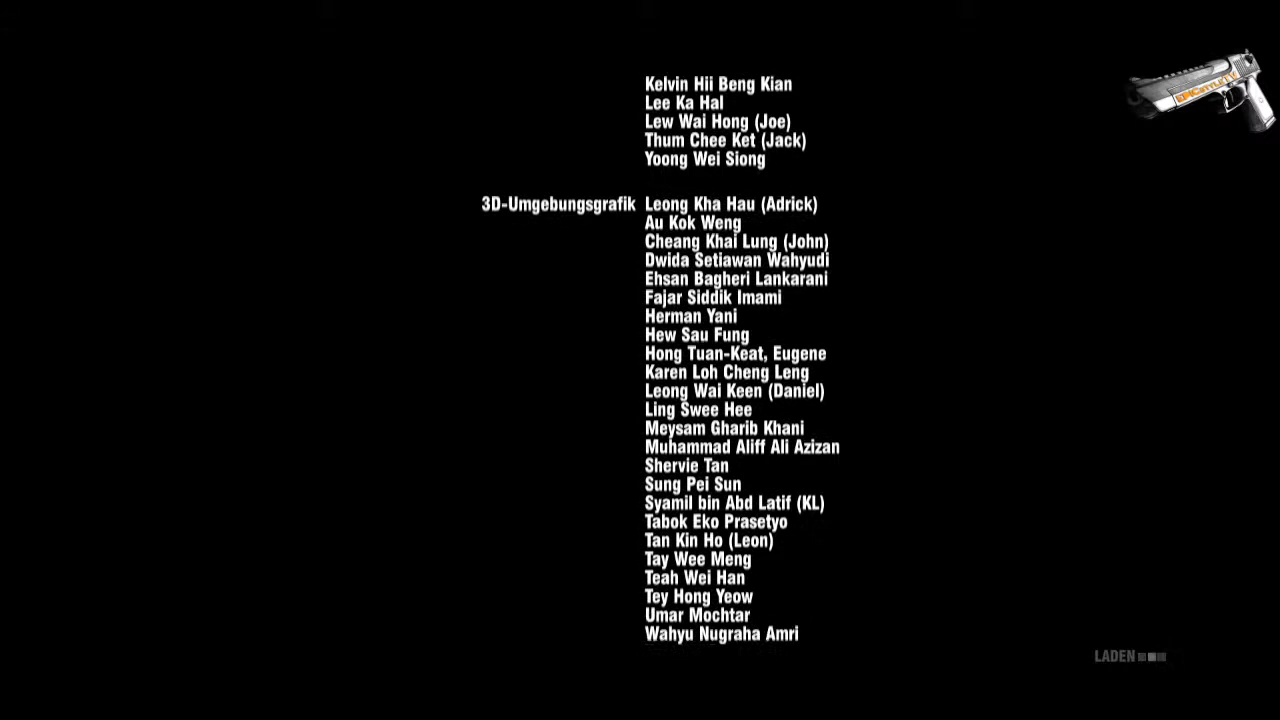 Kelvin Hii Beng Kian
Lee Ka Hal
Lew Wai Hong (Joe)
Thum Chee Ket (Jack)
Yoong Wei Siong
3D-Umgebungsgrafik Leong Kha Hau (Adrick)
Au Kok Weng
Cheang Khai Lung (John)
Dwida Setiawan Wahyudi
Ehsan Bagheri Lankarani
Fajar Siddik Imami
Herman Yani
Hew Sau Fung
Hong Tuan-Keat, Eugene
Karen Loh Cheng Leng
Leong Wai Keen (Daniel)
Ling Swee Hee
Meysam Gharib Khani
Muhammad Aliff Ali Azizan
Shervie Tan
Sung Pei Sun
Syamil bin Abd Latif (KL)
Tabok Eko Prasetyo
Tan Kin Ho (Leon)
Tay Wee Meng
Teah Wei Han
Tey Hong Yeow
Umar Mochtar
Wahyu Nugraha Amri
LADEN